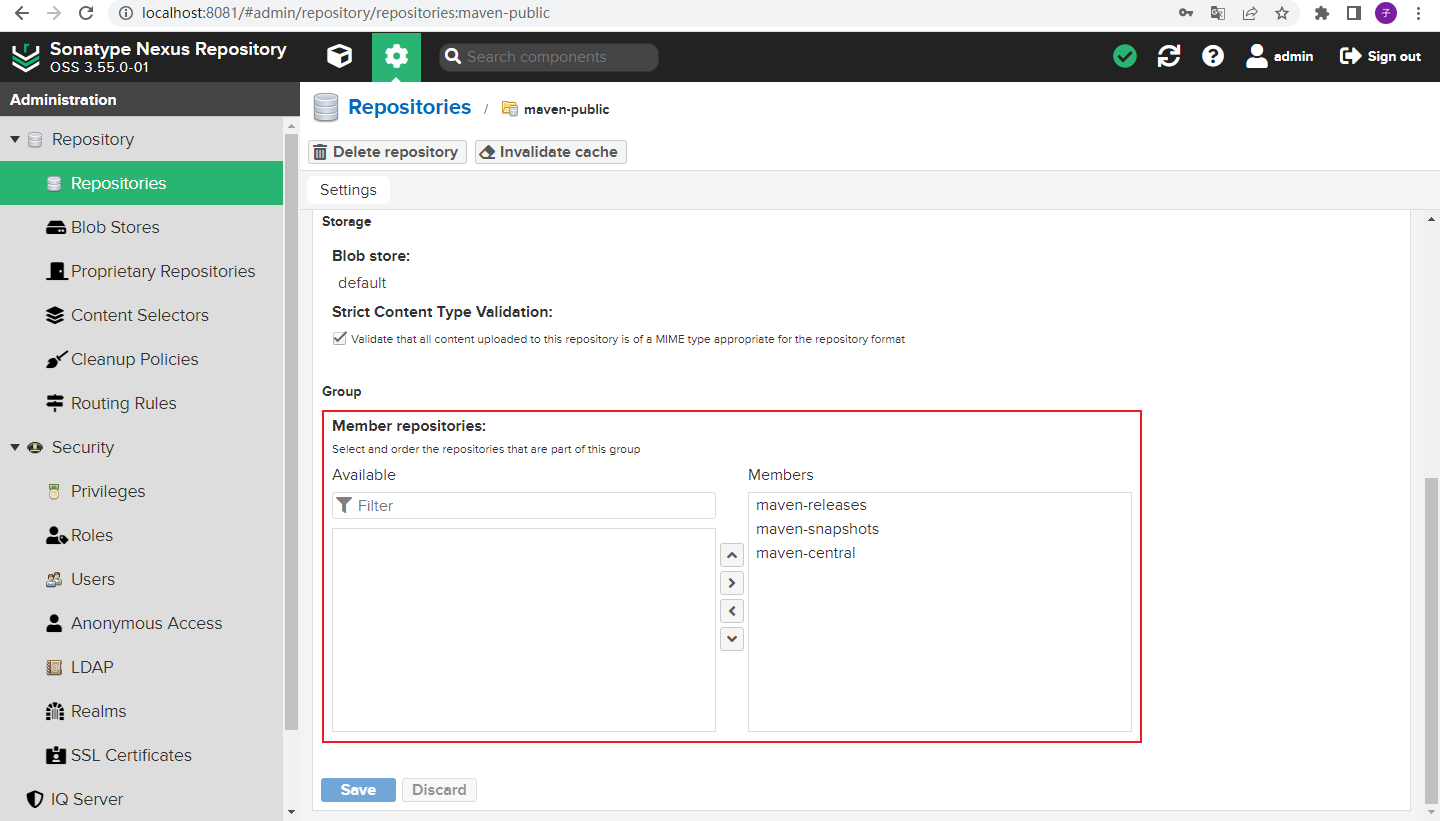 localhost:8081/#admin/repository/repositories:maven-public
子
Sonatype Nexus Repository
OSS 3.55.0-01
Search components
admin
Sign out
Administration
Repository
Repositories
Blob Stores
Proprietary Repositories
Content Selectors
Cleanup Policies
Routing Rules
Security
Privileges
Roles
Users
Anonymous Access
LDAP
Realms
SSL Certificates
IQ Server
Repositories / maven-public
Delete repository Invalidate cache
Settings
Storage
Blob store:
default
Strict Content Type Validation:
Validate that all content uploaded to this repository is of a MIME type appropriate for the repository format
Group
Member repositories:
Select and order the repositories that are part of this group
Available
Filter
Members
maven-releases
maven-snapshots
maven-central
Save Discard